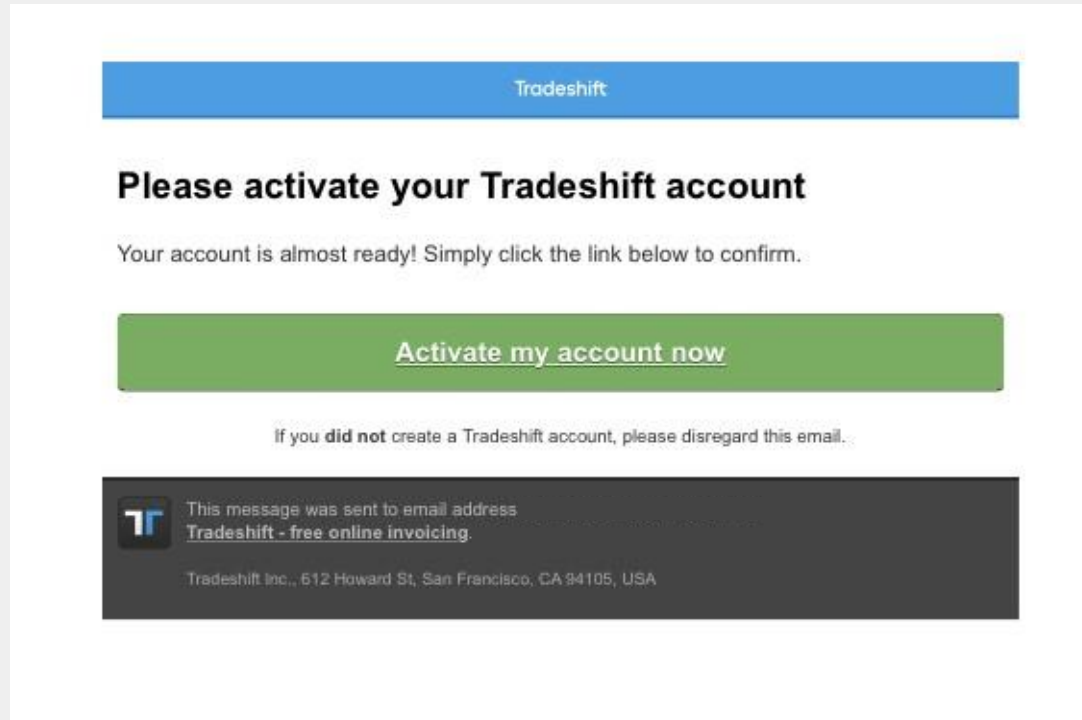 Tradeshift
Please activate your Tradeshift account
Your account is almost ready! Simply click the link below to confirm.
Activate my account now
If you did not create a Tradeshift account, please disregard this email.
This message was sent to email address
Tradeshift - free online invoicing.
Tradeshift Inc., 612 Howard St, San Francisco, CA 94105, USA